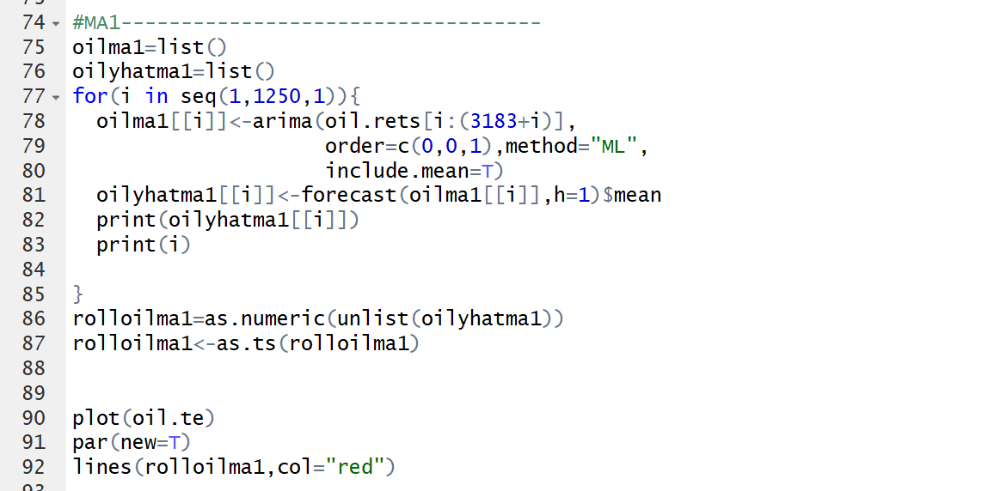 74 #MA1-----------------------------------
75 oilma1=list()
76 oilyhatma1=list()
77 for(i in seq(1,1250,1)){
78   oilma1[[i]]<-arima(oil.rets[i:(3183+i)],
79                      order=c(0,0,1),method="ML",
80                      include.mean=T)
81   oilyhatma1[[i]]<-forecast(oilma1[[i]],h=1)$mean
82   print(oilyhatma1[[i]])
83   print(i)
84
85 }
86 rolloilma1=as.numeric(unlist(oilyhatma1))
87 rolloilma1<-as.ts(rolloilma1)
88
89
90 plot(oil.te)
91 par(new=T)
92 lines(rolloilma1,col="red")